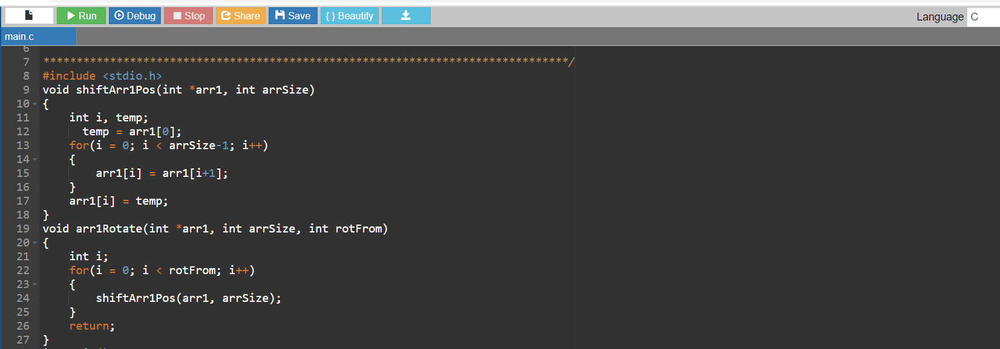 Run Debug Stop Share Save { } Beautify Language C
main.c
6
7 *******************************************************************************/
8 #include <stdio.h>
9 void shiftArr1Pos(int *arr1, int arrSize)
10 {
11     int i, temp;
12       temp = arr1[0];
13     for(i = 0; i < arrSize-1; i++)
14     {
15         arr1[i] = arr1[i+1];
16     }
17     arr1[i] = temp;
18 }
19 void arr1Rotate(int *arr1, int arrSize, int rotFrom)
20 {
21     int i;
22     for(i = 0; i < rotFrom; i++)
23     {
24         shiftArr1Pos(arr1, arrSize);
25     }
26     return;
27 }